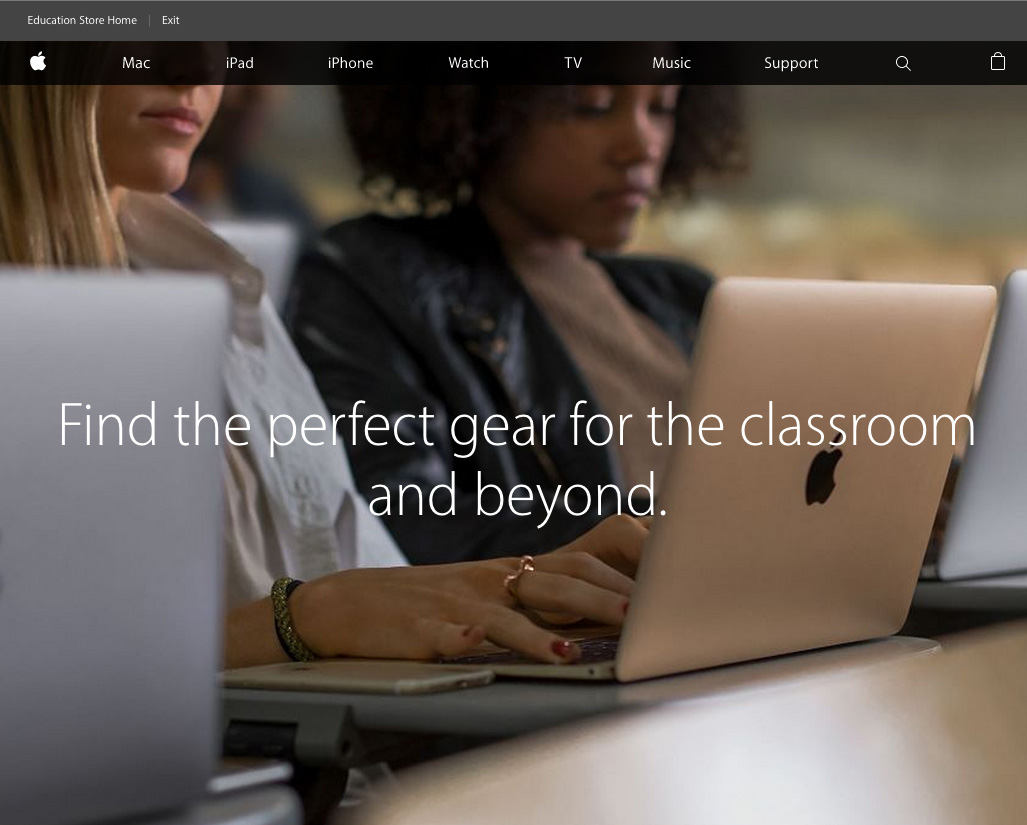 Education Store Home Exit
Mac iPad iPhone Watch TV Music Support
Find the perfect gear for the classroom
and beyond.